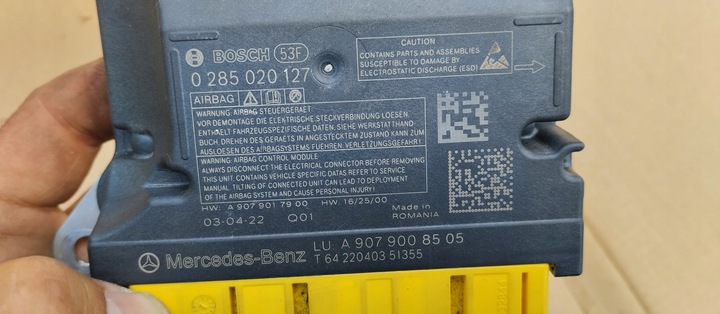 BOSCH 53F
0 285 020 127
CAUTION
CONTAINS PARTS AND ASSEMBLIES
SUSCEPTIBLE TO DAMAGE BY
ELECTROSTATIC DISCHARGE (ESD)
AIRBAG
WARNUNG: AIRBAG STEUERGERAET
VOR DEMONTAGE DIE ELEKTRISCHE STECKVERBINDUNG LOESEN
ENTHAELT FAHRZEUGSPEZIFISCHE DATEN. SIEHE WERKSTATTHAND
BUCH. DREHEN DES GERAETS IN ANGESTECKTEM ZUSTAND KANN ZUM
AUSLOESEN DES AIRBAGSYSTEMS FUEHREN. VERLETZUNGSGEFAHR!
WARNING: AIRBAG CONTROL MODULE
ALWAYS DISCONNECT THE ELECTRICAL CONNECTOR BEFORE REMOVING
THIS UNIT. CONTAINS VEHICLE SPECIFIC DATA. REFER TO SERVICE
MANUAL. TILTING OF CONNECTED UNIT CAN LEAD TO DEPLOYMENT
OF THE AIRBAG SYSTEM AND CAUSE PERSONAL INJURY!
HW: A 907 901 79 00 HW: 16/25/00
03-04-22 Q01
Made in
ROMANIA
Mercedes-Benz
LU A 907 900 85 05
T 64 220403 51355